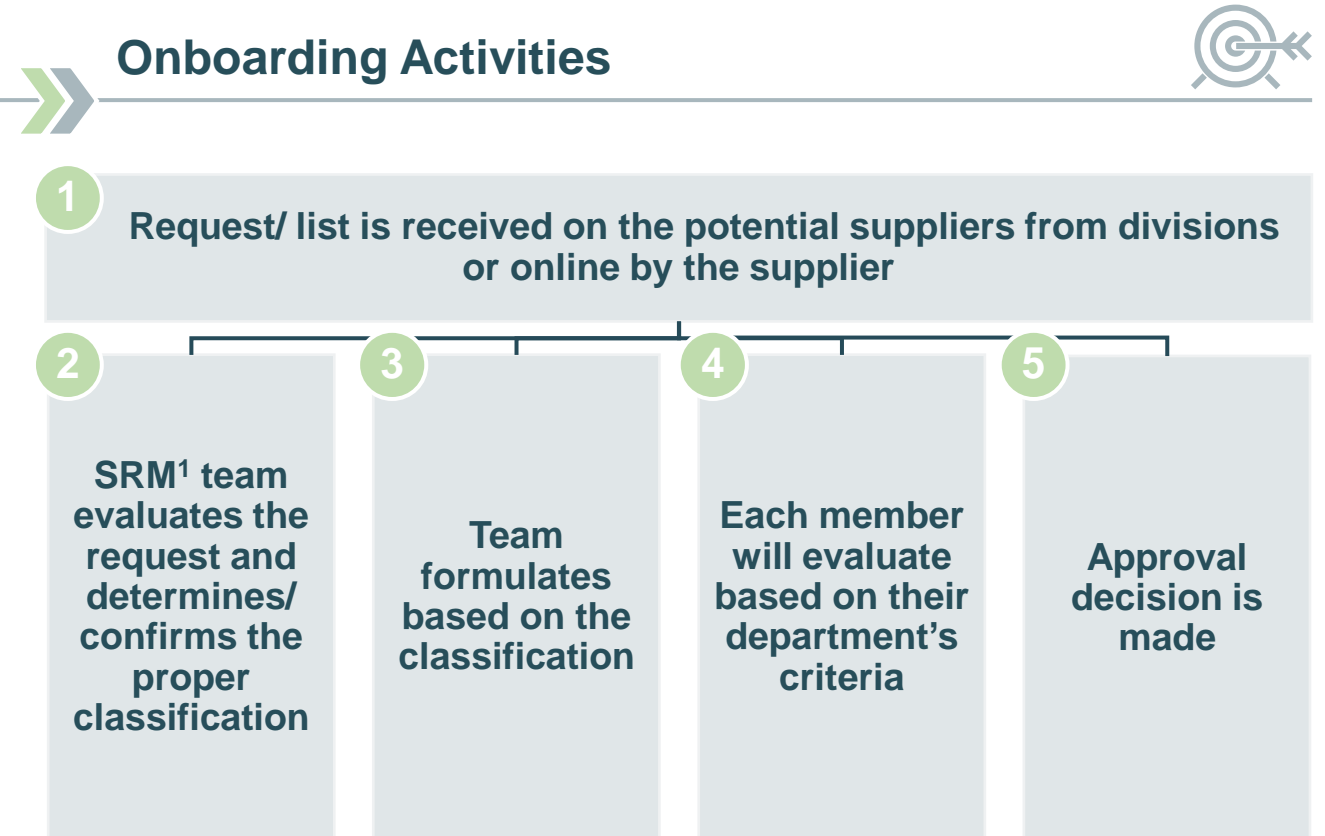 Onboarding Activities
1
Request/ list is received on the potential suppliers from divisions
or online by the supplier
2
SRM¹ team
evaluates the
request and
determines/
confirms the
proper
classification
3
Team
formulates
based on the
classification
4
Each member
will evaluate
based on their
department’s
criteria
5
Approval
decision is
made